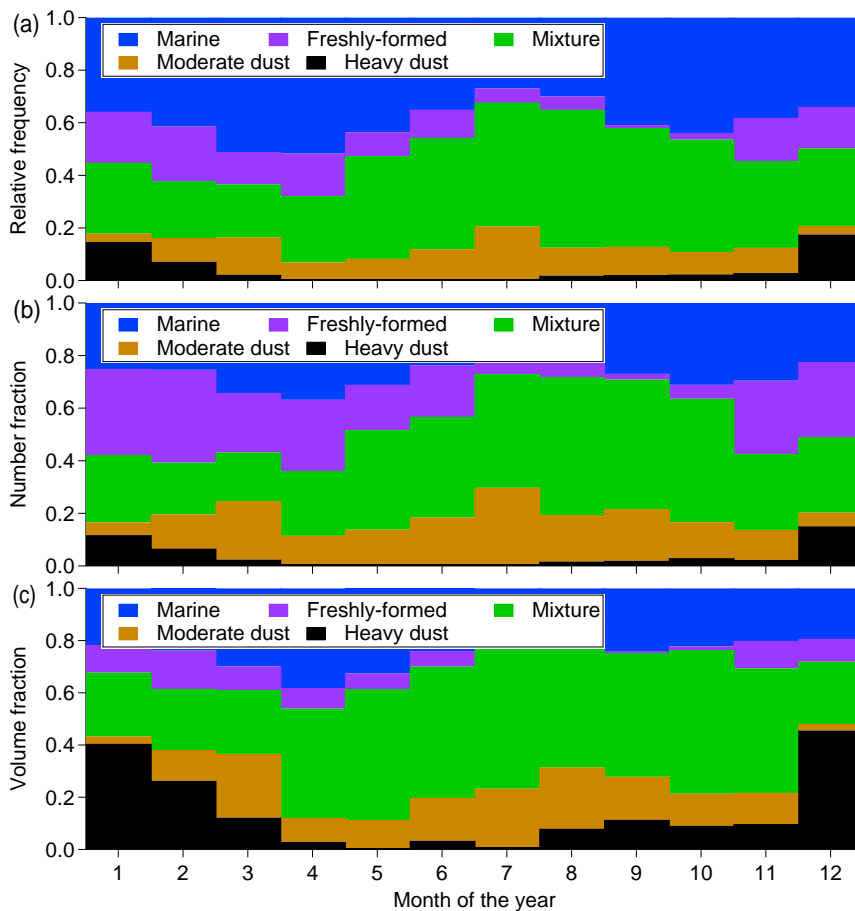 (a)
1.0
0.8
0.6
0.4
0.2
0.0
Relative frequency
Marine Freshly-formed Mixture
Moderate dust Heavy dust
(b)
1.0
0.8
0.6
0.4
0.2
0.0
Number fraction
Marine Freshly-formed Mixture
Moderate dust Heavy dust
(c)
1.0
0.8
0.6
0.4
0.2
0.0
Volume fraction
Marine Freshly-formed Mixture
Moderate dust Heavy dust
1 2 3 4 5 6 7 8 9 10 11 12
Month of the year